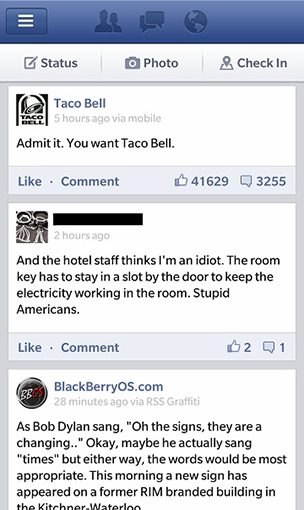 Status Photo Check In
TACO
BELL
Taco Bell
5 hours ago via mobile
Admit it. You want Taco Bell.
Like · Comment 41629 3255
2 hours ago
And the hotel staff thinks I'm an idiot. The room
key has to stay in a slot by the door to keep the
electricity working in the room. Stupid
Americans.
Like · Comment 2 1
BBOS
BlackBerryOS.com
28 minutes ago via RSS Graffiti
As Bob Dylan sang, "Oh the signs, they are a
changing.." Okay, maybe he actually sang
"times" but either way, the words would be most
appropriate. This morning a new sign has
appeared on a former RIM branded building in
the Kitchner-Waterloo